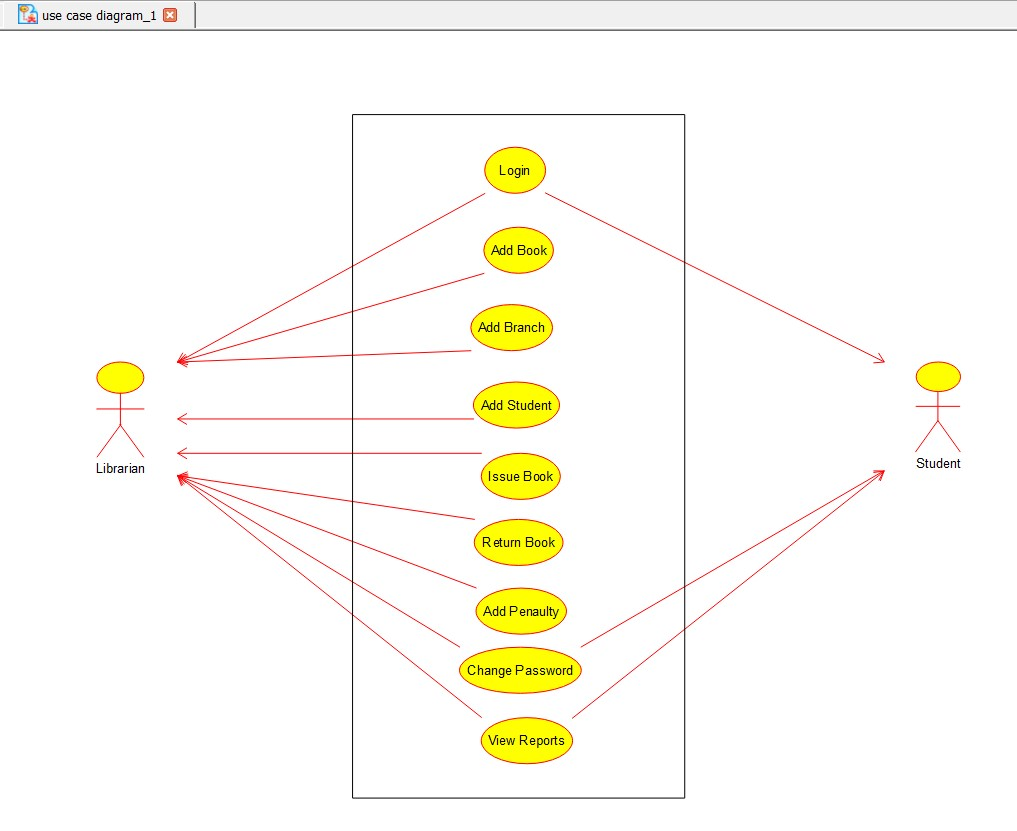 use case diagram_1
Login
Add Book
Add Branch
Add Student
Librarian
Student
Issue Book
Return Book
Add Penaulty
Change Password
View Reports